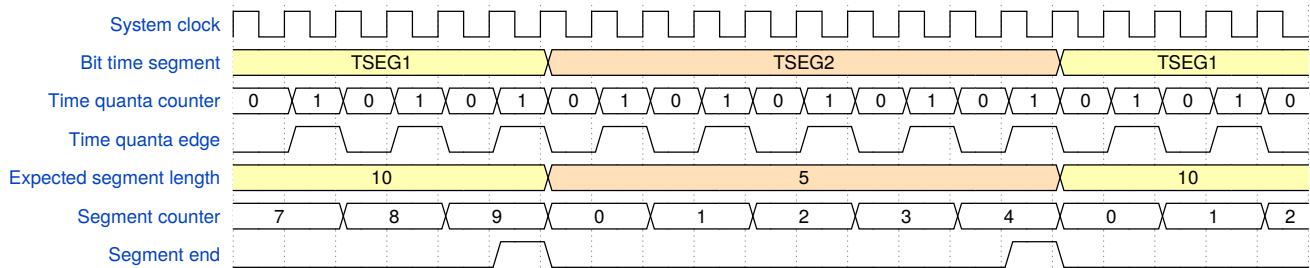 System clock
Bit time segment TSEG1 TSEG2 TSEG1
Time quanta counter 0 1 0 1 0 1 0 1 0 1 0 1 0 1 0 1 0 1 0 1 0
Time quanta edge
Expected segment length 10 5 10
Segment counter 7 8 9 0 1 2 3 4 0 1 2
Segment end